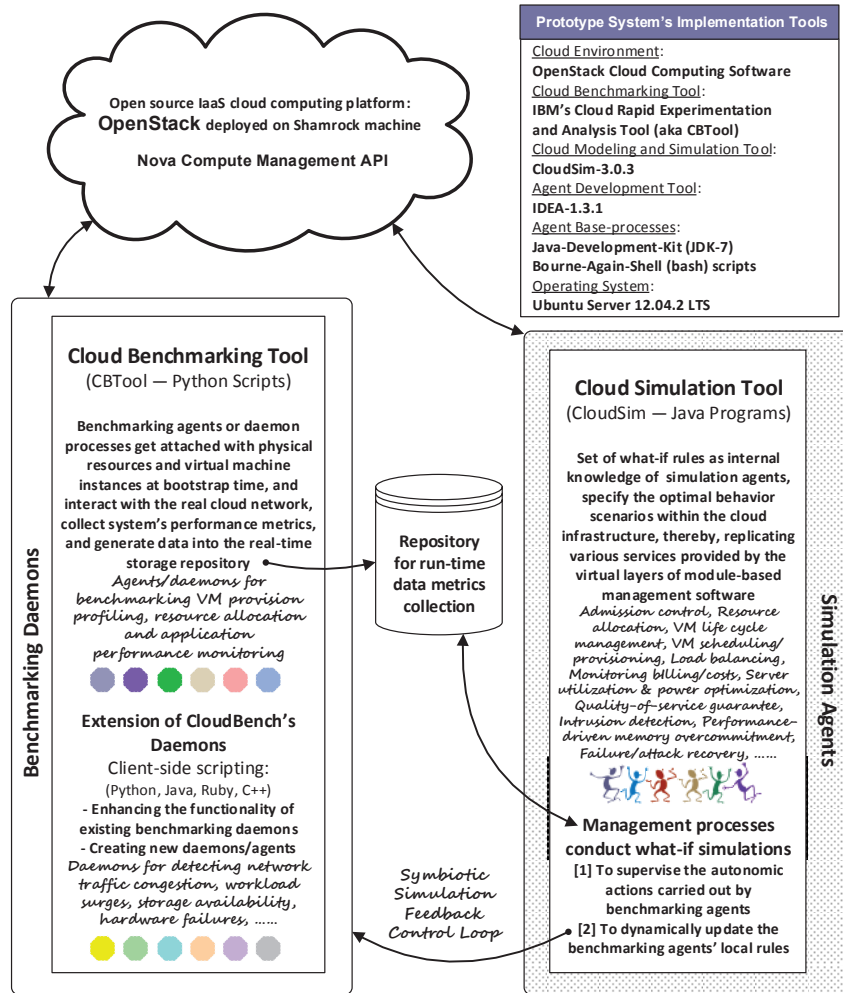 Open source IaaS cloud computing platform:
OpenStack deployed on Shamrock machine
Nova Compute Management API
Prototype System's Implementation Tools
Cloud Environment:
OpenStack Cloud Computing Software
Cloud Benchmarking Tool:
IBM's Cloud Rapid Experimentation
and Analysis Tool (aka CBTool)
Cloud Modeling and Simulation Tool:
CloudSim-3.0.3
Agent Development Tool:
IDEA-1.3.1
Agent Base-processes:
Java-Development-Kit (JDK-7)
Bourne-Again-Shell (bash) scripts
Operating System:
Ubuntu Server 12.04.2 LTS
Benchmarking Daemons
Cloud Benchmarking Tool
(CBTool — Python Scripts)
Benchmarking agents or daemon
processes get attached with physical
resources and virtual machine
instances at bootstrap time, and
interact with the real cloud network,
collect system's performance metrics,
and generate data into the real-time
storage repository
Agents/daemons for
benchmarking VM provision
profiling, resource allocation
and application
performance monitoring
Extension of CloudBench's
Daemons
Client-side scripting:
(Python, Java, Ruby, C++)
- Enhancing the functionality of
existing benchmarking daemons
- Creating new daemons/agents
Daemons for detecting network
traffic congestion, workload
surges, storage availability,
hardware failures, ......
Repository
for run-time
data metrics
collection
Symbiotic
Simulation
Feedback
Control Loop
Cloud Simulation Tool
(CloudSim — Java Programs)
Set of what-if rules as internal
knowledge of simulation agents,
specify the optimal behavior
scenarios within the cloud
infrastructure, thereby, replicating
various services provided by the
virtual layers of module-based
management software
Admission control, Resource
allocation, VM life cycle
management, VM scheduling/
provisioning, Load balancing,
Monitoring bIlling/costs, Server
utilization & power optimization,
Quality-of-service guarantee,
Intrusion detection, Performance-
driven memory overcommitment,
Failure/attack recovery, ......
Management processes
conduct what-if simulations
[1] To supervise the autonomic
actions carried out by
benchmarking agents
[2] To dynamically update the
benchmarking agents' local rules
Simulation Agents